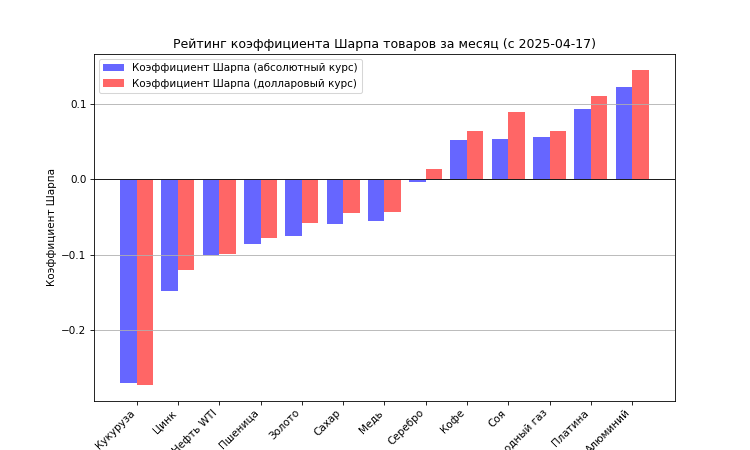 Рейтинг коэффициента Шарпа товаров за месяц (с 2025-04-17)
Коэффициент Шарпа (абсолютный курс)
Коэффициент Шарпа (долларовый курс)
Коэффициент Шарпа
0.1
0.0
−0.1
−0.2
Кукуруза
Цинк
Нефть WTI
Пшеница
Золото
Сахар
Медь
Серебро
Кофе
Соя
газ
Платина
Алюминий